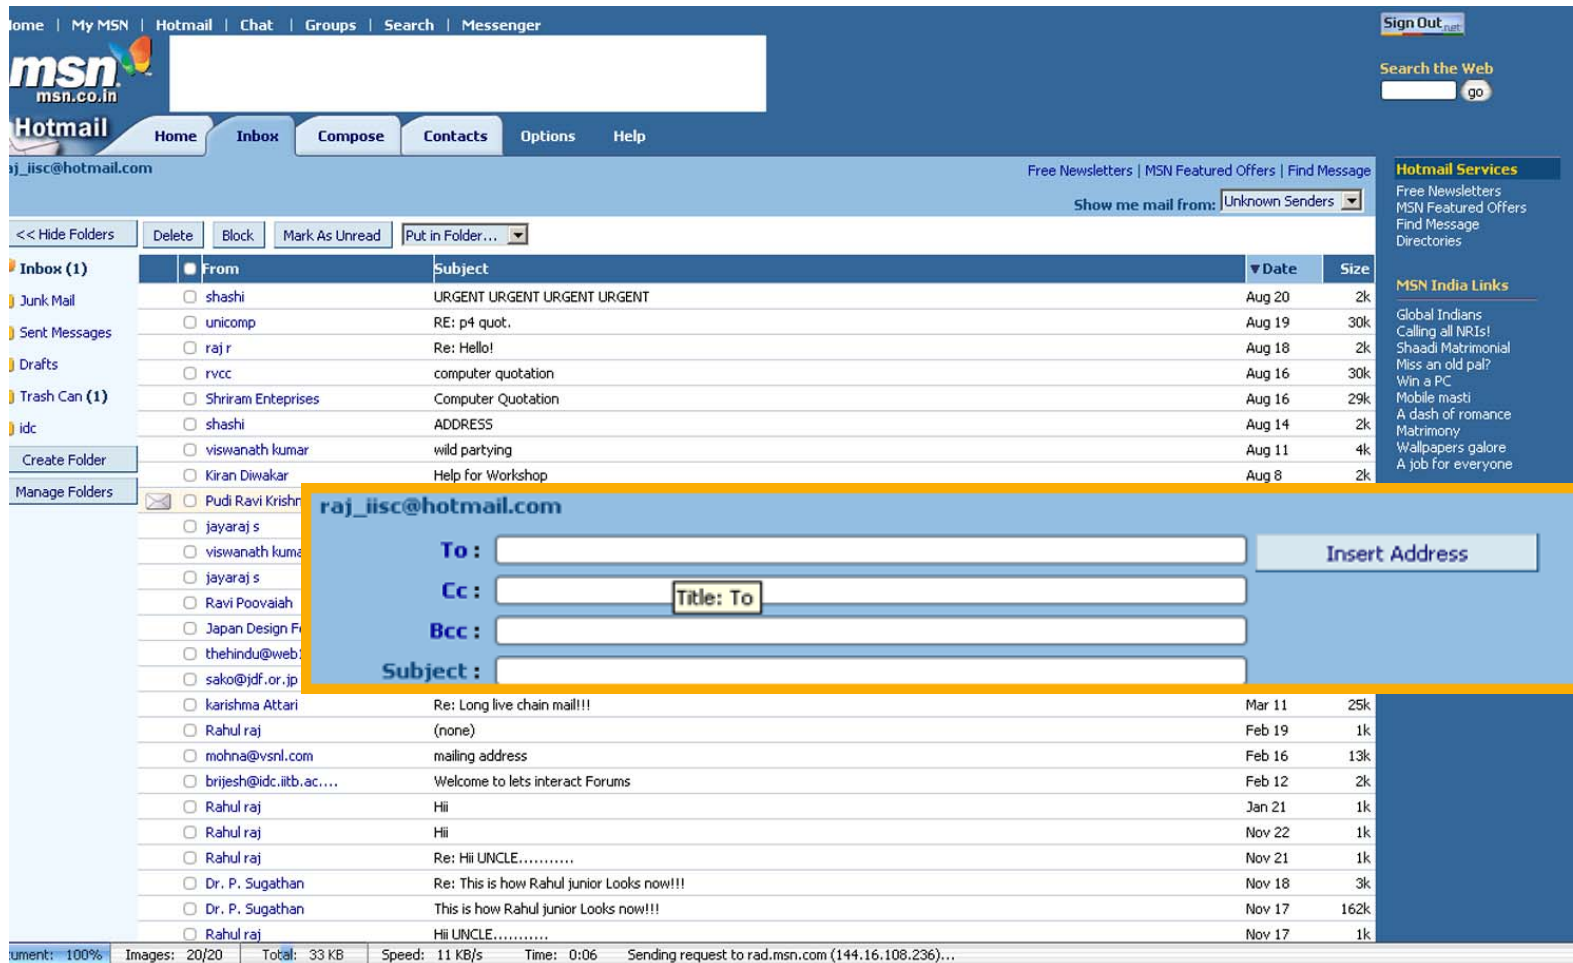 ome | My MSN | Hotmail | Chat | Groups | Search | Messenger
Sign Out.net
msn
msn.co.in
Search the Web
go
Hotmail
Home Inbox Compose Contacts Options Help
aj_iisc@hotmail.com
Free Newsletters | MSN Featured Offers | Find Message
Show me mail from: Unknown Senders
<< Hide Folders
Delete Block Mark As Unread Put in Folder...
Inbox (1)
Junk Mail
Sent Messages
Drafts
Trash Can (1)
idc
Create Folder
Manage Folders
From Subject Date Size
shashi URGENT URGENT URGENT URGENT Aug 20 2k
unicomp RE: p4 quot. Aug 19 30k
raj r Re: Hello! Aug 18 2k
rvcc computer quotation Aug 16 30k
Shriram Enteprises Computer Quotation Aug 16 29k
shashi ADDRESS Aug 14 2k
viswanath kumar wild partying Aug 11 4k
Kiran Diwakar Help for Workshop Aug 8 2k
Pudi Ravi Krishn
jayaraj s
viswanath kuma
jayaraj s
Ravi Poovaiah
Japan Design F
thehindu@web
sako@jdf.or.jp
karishma Attari Re: Long live chain mail!!! Mar 11 25k
Rahul raj (none) Feb 19 1k
mohna@vsnl.com mailing address Feb 16 13k
brijesh@idc.iitb.ac.... Welcome to lets interact Forums Feb 12 2k
Rahul raj Hii Jan 21 1k
Rahul raj Hii Nov 22 1k
Rahul raj Re: Hii UNCLE........... Nov 21 1k
Dr. P. Sugathan Re: This is how Rahul junior Looks now!!! Nov 18 3k
Dr. P. Sugathan This is how Rahul junior Looks now!!! Nov 17 162k
Rahul raj Hii UNCLE........... Nov 17 1k
raj_iisc@hotmail.com
To :
Insert Address
Cc :
Title: To
Bcc :
Subject :
Hotmail Services
Free Newsletters
MSN Featured Offers
Find Message
Directories
MSN India Links
Global Indians
Calling all NRIs!
Shaadi Matrimonial
Miss an old pal?
Win a PC
Mobile masti
A dash of romance
Matrimony
Wallpapers galore
A job for everyone
cument: 100% Images: 20/20 Total: 33 KB Speed: 11 KB/s Time: 0:06 Sending request to rad.msn.com (144.16.108.236)...